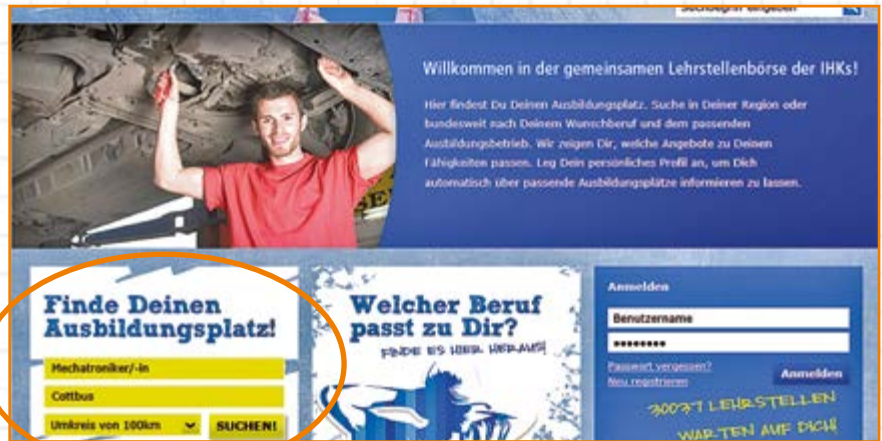 Suchbegriff eingeben
Willkommen in der gemeinsamen Lehrstellenbörse der IHKs!
Hier findest Du Deinen Ausbildungsplatz. Suche in Deiner Region oder
bundesweit nach Deinem Wunschberuf und dem passenden
Ausbildungsbetrieb. Wir zeigen Dir, welche Angebote zu Deinen
Fähigkeiten passen. Leg Dein persönliches Profil an, um Dich
automatisch über passende Ausbildungsplätze informieren zu lassen.
Finde Deinen
Ausbildungsplatz!
Mechatroniker/-in
Cottbus
Umkreis von 100km
SUCHEN!
Welcher Beruf
passt zu Dir?
FINDE ES HIER HERAUS!
Anmelden
Benutzername
••••••••
Passwort vergessen?
Neu registrieren
Anmelden
30037 LEHRSTELLEN
WARTEN AUF DICH!